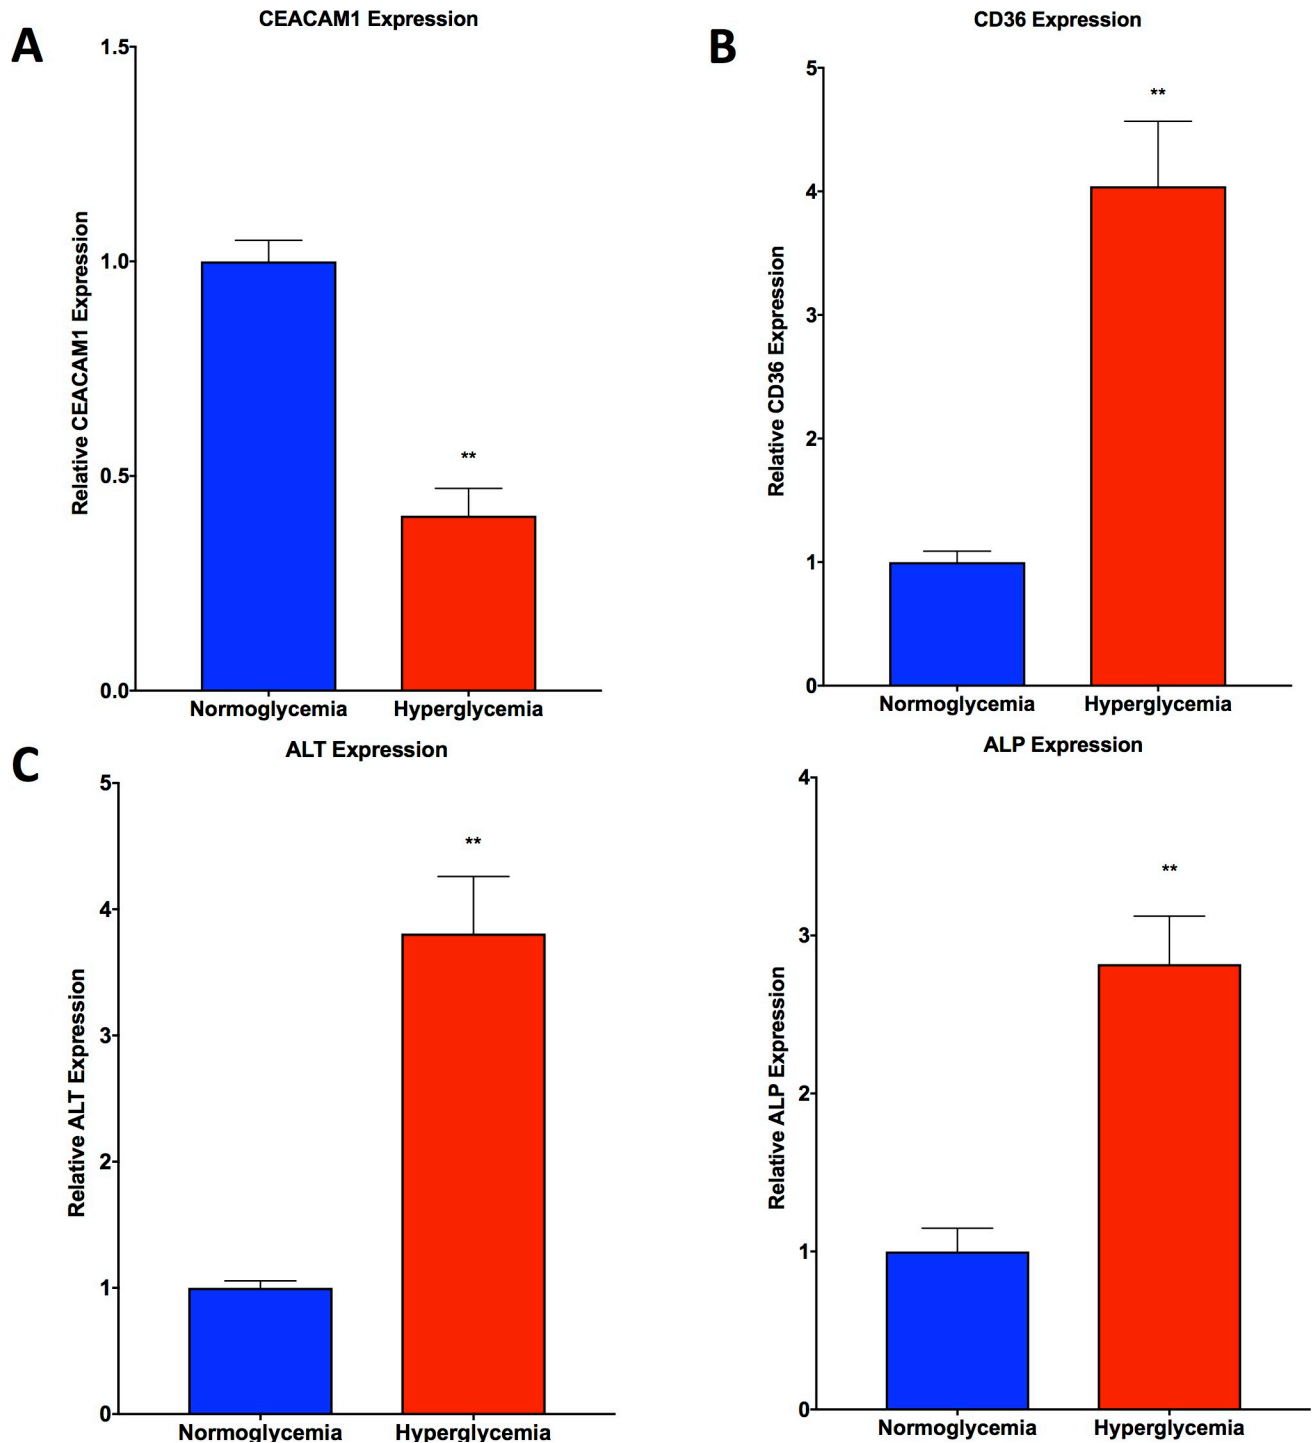 A
CEACAM1 Expression
1.5
1.0
0.5
0.0
Relative CEACAM1 Expression
**
Normoglycemia
Hyperglycemia
B
CD36 Expression
5
4
3
2
1
0
Relative CD36 Expression
**
Normoglycemia
Hyperglycemia
C
ALT Expression
5
4
3
2
1
0
Relative ALT Expression
**
Normoglycemia
Hyperglycemia
ALP Expression
4
3
2
1
0
Relative ALP Expression
**
Normoglycemia
Hyperglycemia